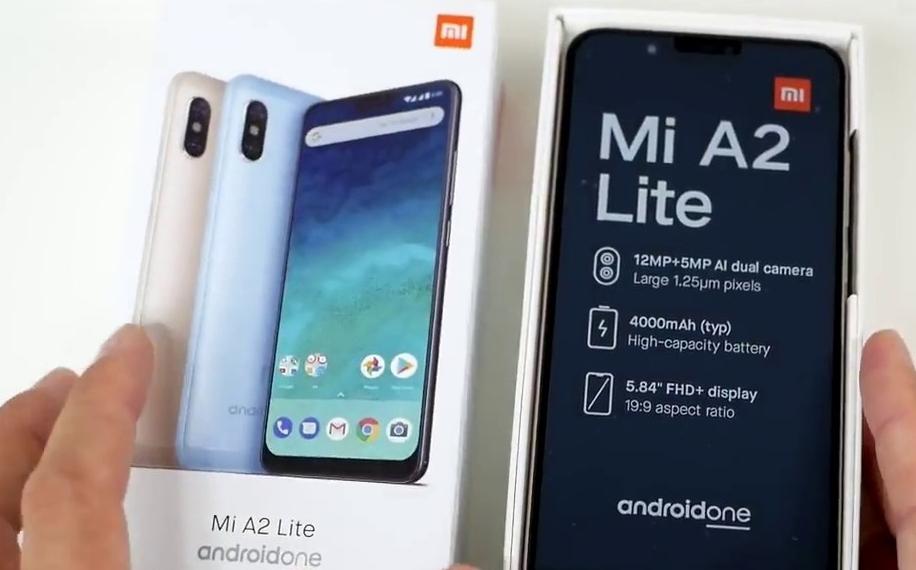 mi
Mi A2 Lite
androidone
mi
Mi A2
Lite
12MP+5MP AI dual camera
Large 1.25µm pixels
4000mAh (typ)
High-capacity battery
5.84" FHD+ display
19:9 aspect ratio
androidone